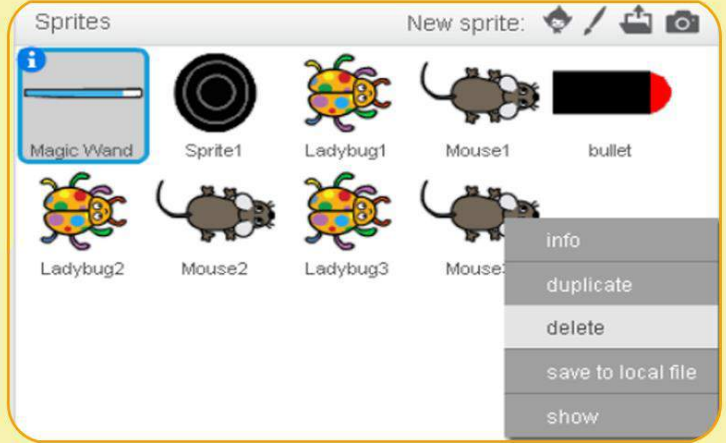 Sprites New sprite:
i
Magic Wand Sprite1 Ladybug1 Mouse1 bullet
Ladybug2 Mouse2 Ladybug3 Mouse
info
duplicate
delete
save to local file
show